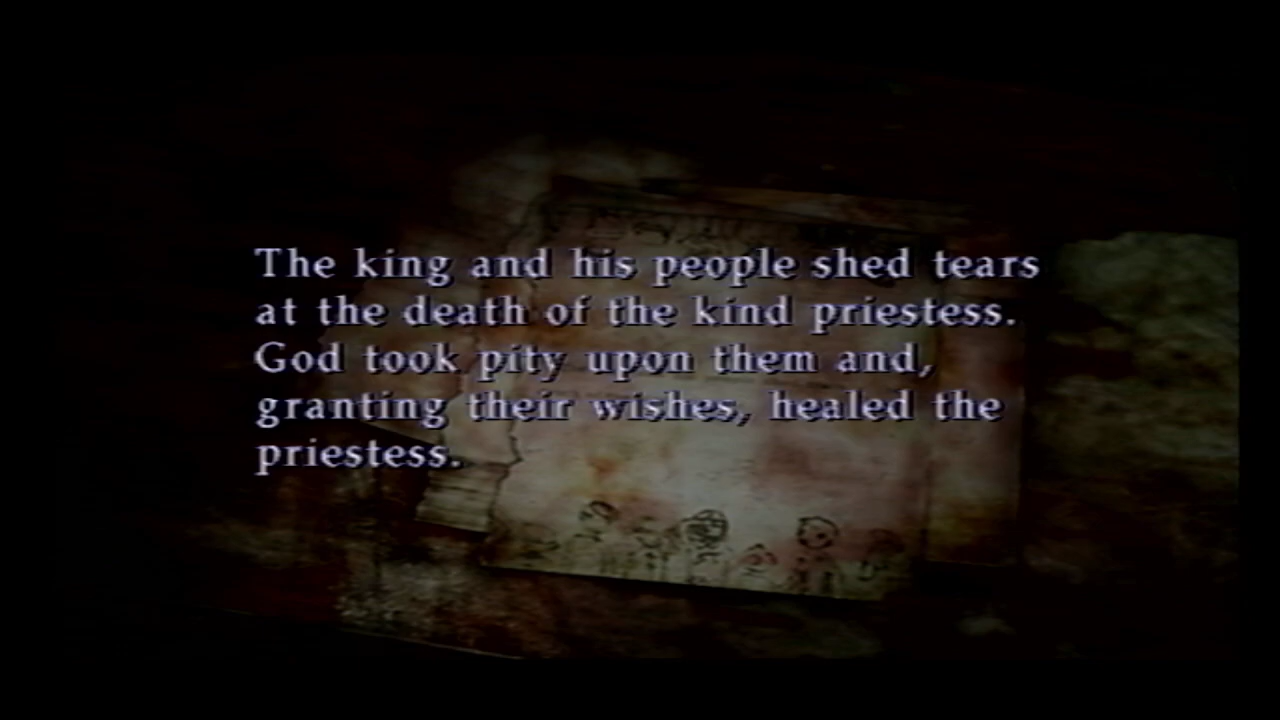 The king and his people shed tears
at the death of the kind priestess.
God took pity upon them and,
granting their wishes, healed the
priestess.